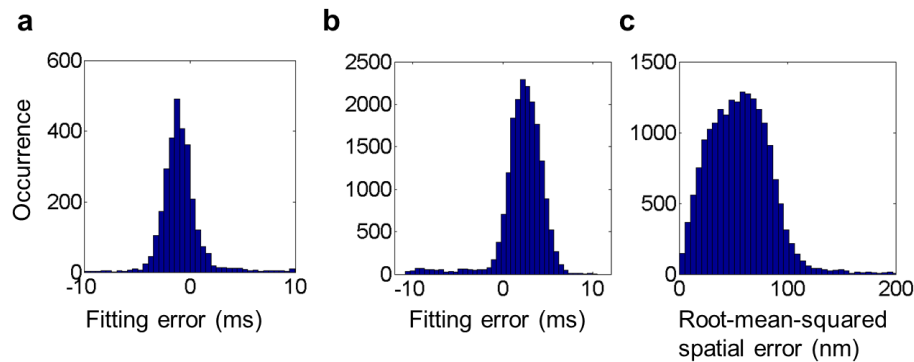 a
b
c
600
400
200
0
Occurrence
-10
0
10
Fitting error (ms)
2500
2000
1500
1000
500
0
-10
0
10
Fitting error (ms)
1500
1000
500
0
0
100
200
Root-mean-squared
spatial error (nm)